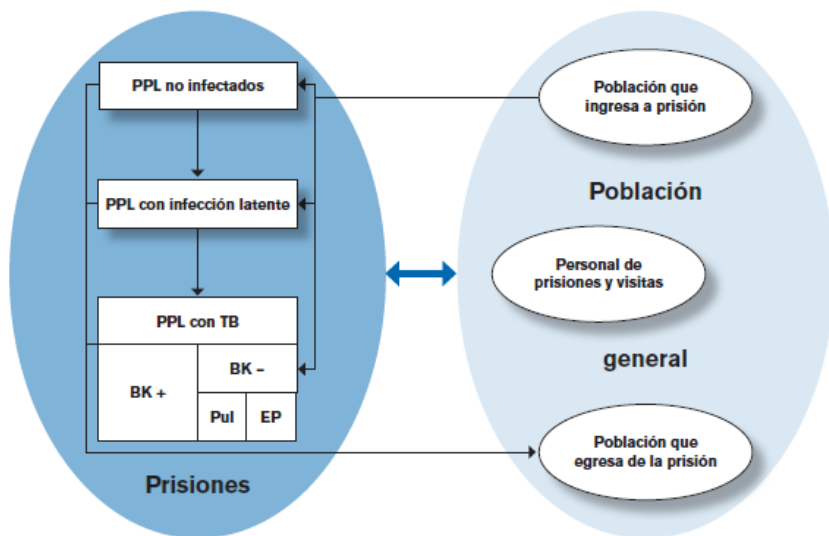 PPL no infectados
PPL con infección latente
PPL con TB
BK +
BK –
Pul
EP
Prisiones
Población que
ingresa a prisión
Población
Personal de
prisiones y visitas
general
Población que
egresa de la prisión